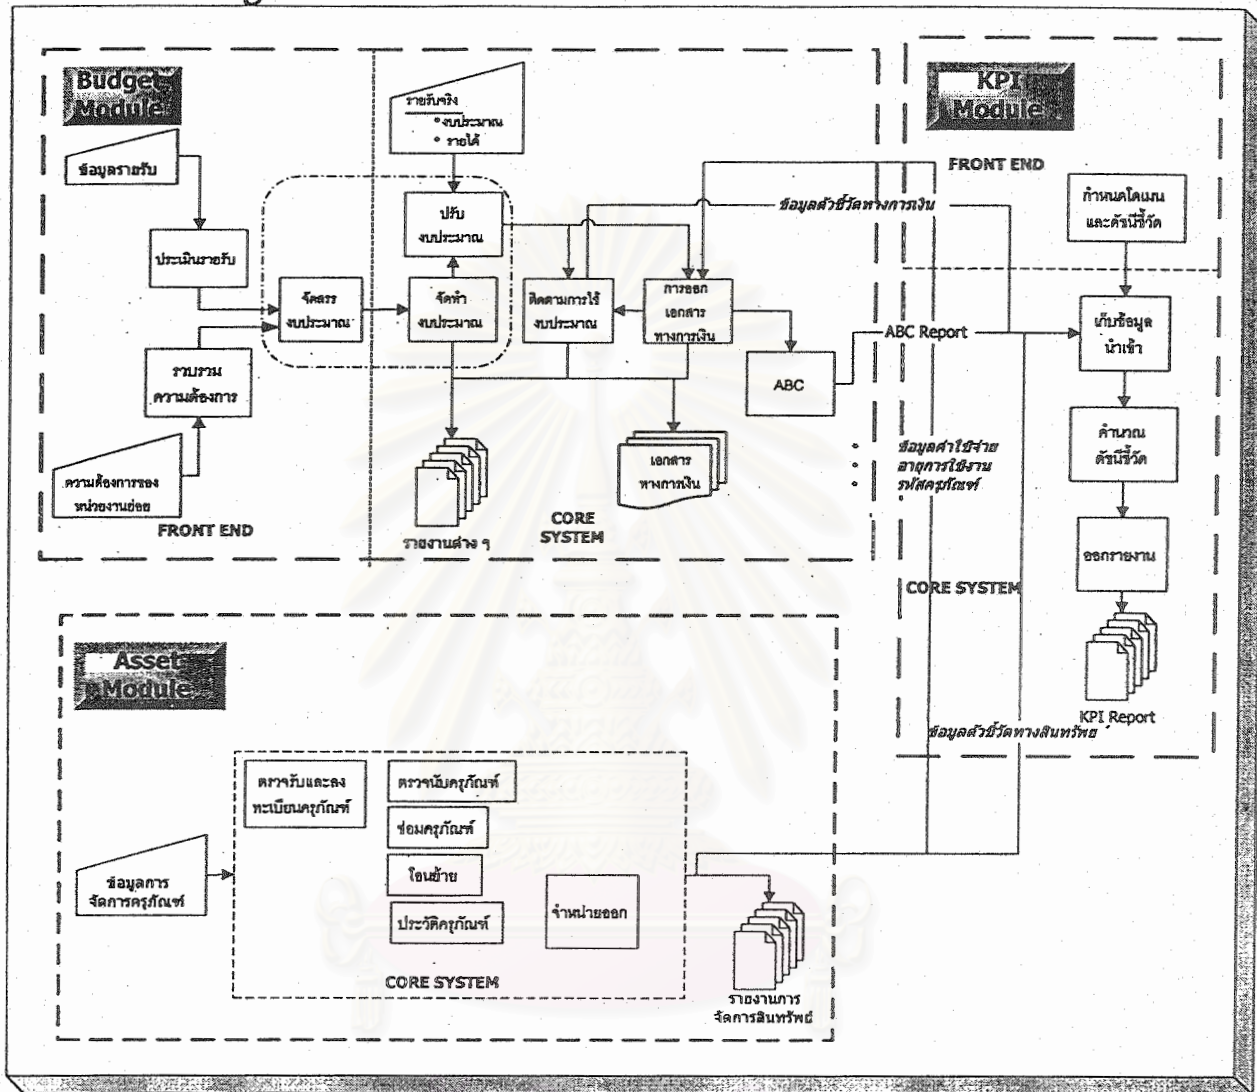 Budget
Module
ข้อมูลรายรับ
ประเมินรายรับ
รวบรวม
ความต้องการ
ความต้องการของ
หน่วยงานย่อย
FRONT END
รายรับจริง
• งบประมาณ
• รายได้
จัดสรร
งบประมาณ
ปรับ
งบประมาณ
จัดทำ
งบประมาณ
ติดตามการใช้
งบประมาณ
การออก
เอกสาร
ทางการเงิน
ABC
รายงานต่าง ๆ
เอกสาร
ทางการเงิน
CORE
SYSTEM
ข้อมูลตัวชี้วัดทางการเงิน
ABC Report
• ข้อมูลค่าใช้จ่าย
• อายุการใช้งาน
• รหัสครุภัณฑ์
KPI
Module
FRONT END
กำหนดโดเมน
และดัชนีชี้วัด
เก็บข้อมูล
นำเข้า
คำนวณ
ดัชนีชี้วัด
ออกรายงาน
CORE SYSTEM
KPI Report
ข้อมูลตัวชี้วัดทางสินทรัพย์
Asset
Module
ข้อมูลการ
จัดการครุภัณฑ์
ตรวจรับและลง
ทะเบียนครุภัณฑ์
ตรวจนับครุภัณฑ์
ซ่อมครุภัณฑ์
โอนย้าย
ประวัติครุภัณฑ์
จำหน่ายออก
CORE SYSTEM
รายงานการ
จัดการสินทรัพย์